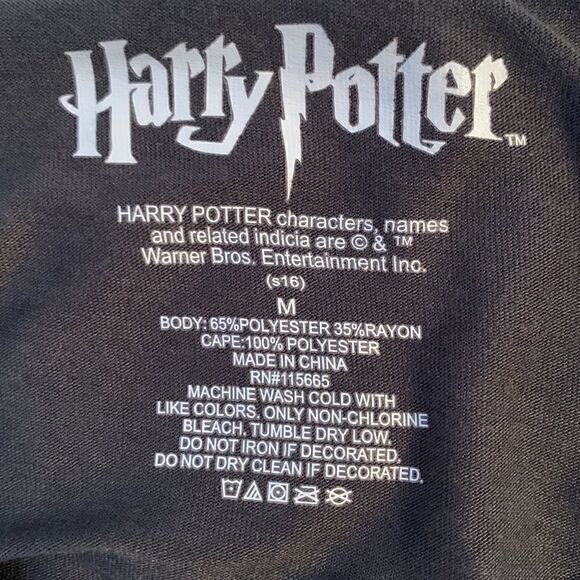 Harry Potter™
HARRY POTTER characters, names
and related indicia are © & ™
Warner Bros. Entertainment Inc.
(s16)
M
BODY: 65%POLYESTER 35%RAYON
CAPE:100% POLYESTER
MADE IN CHINA
RN#115665
MACHINE WASH COLD WITH
LIKE COLORS. ONLY NON-CHLORINE
BLEACH. TUMBLE DRY LOW.
DO NOT IRON IF DECORATED.
DO NOT DRY CLEAN IF DECORATED.